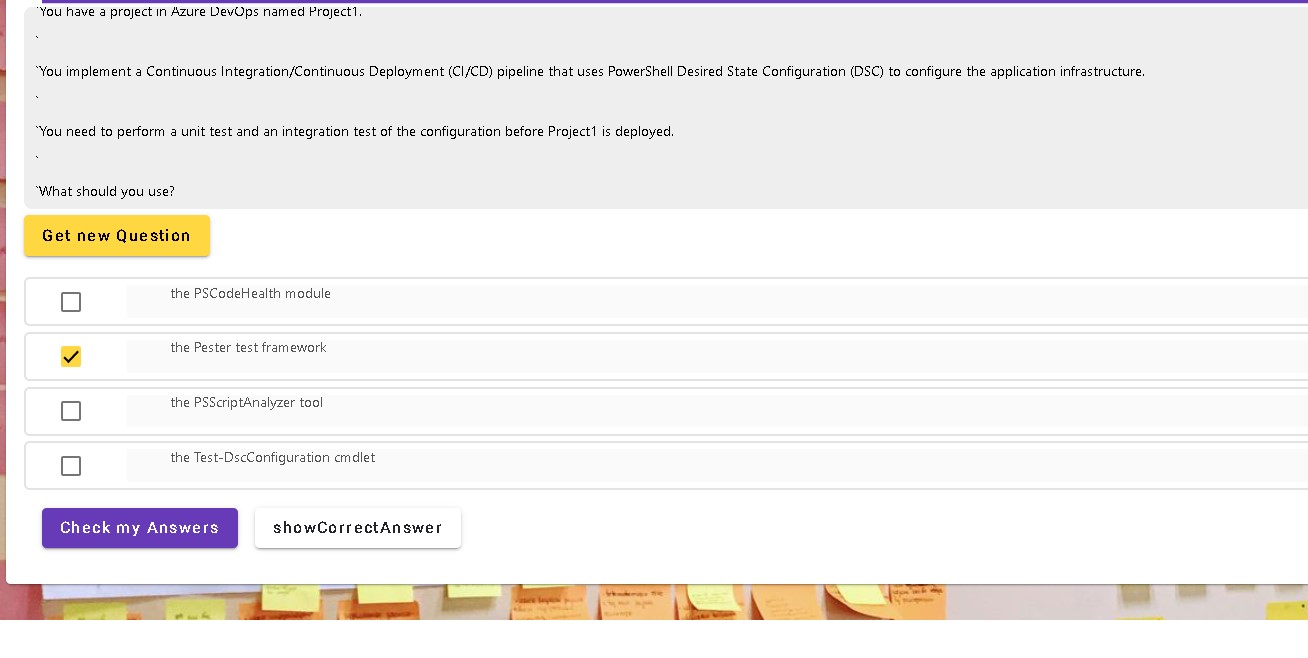 `You have a project in Azure DevOps named Project1.
`
`You implement a Continuous Integration/Continuous Deployment (CI/CD) pipeline that uses PowerShell Desired State Configuration (DSC) to configure the application infrastructure.
`
`You need to perform a unit test and an integration test of the configuration before Project1 is deployed.
`
`What should you use?
Get new Question
the PSCodeHealth module
the Pester test framework
the PSScriptAnalyzer tool
the Test-DscConfiguration cmdlet
Check my Answers
showCorrectAnswer